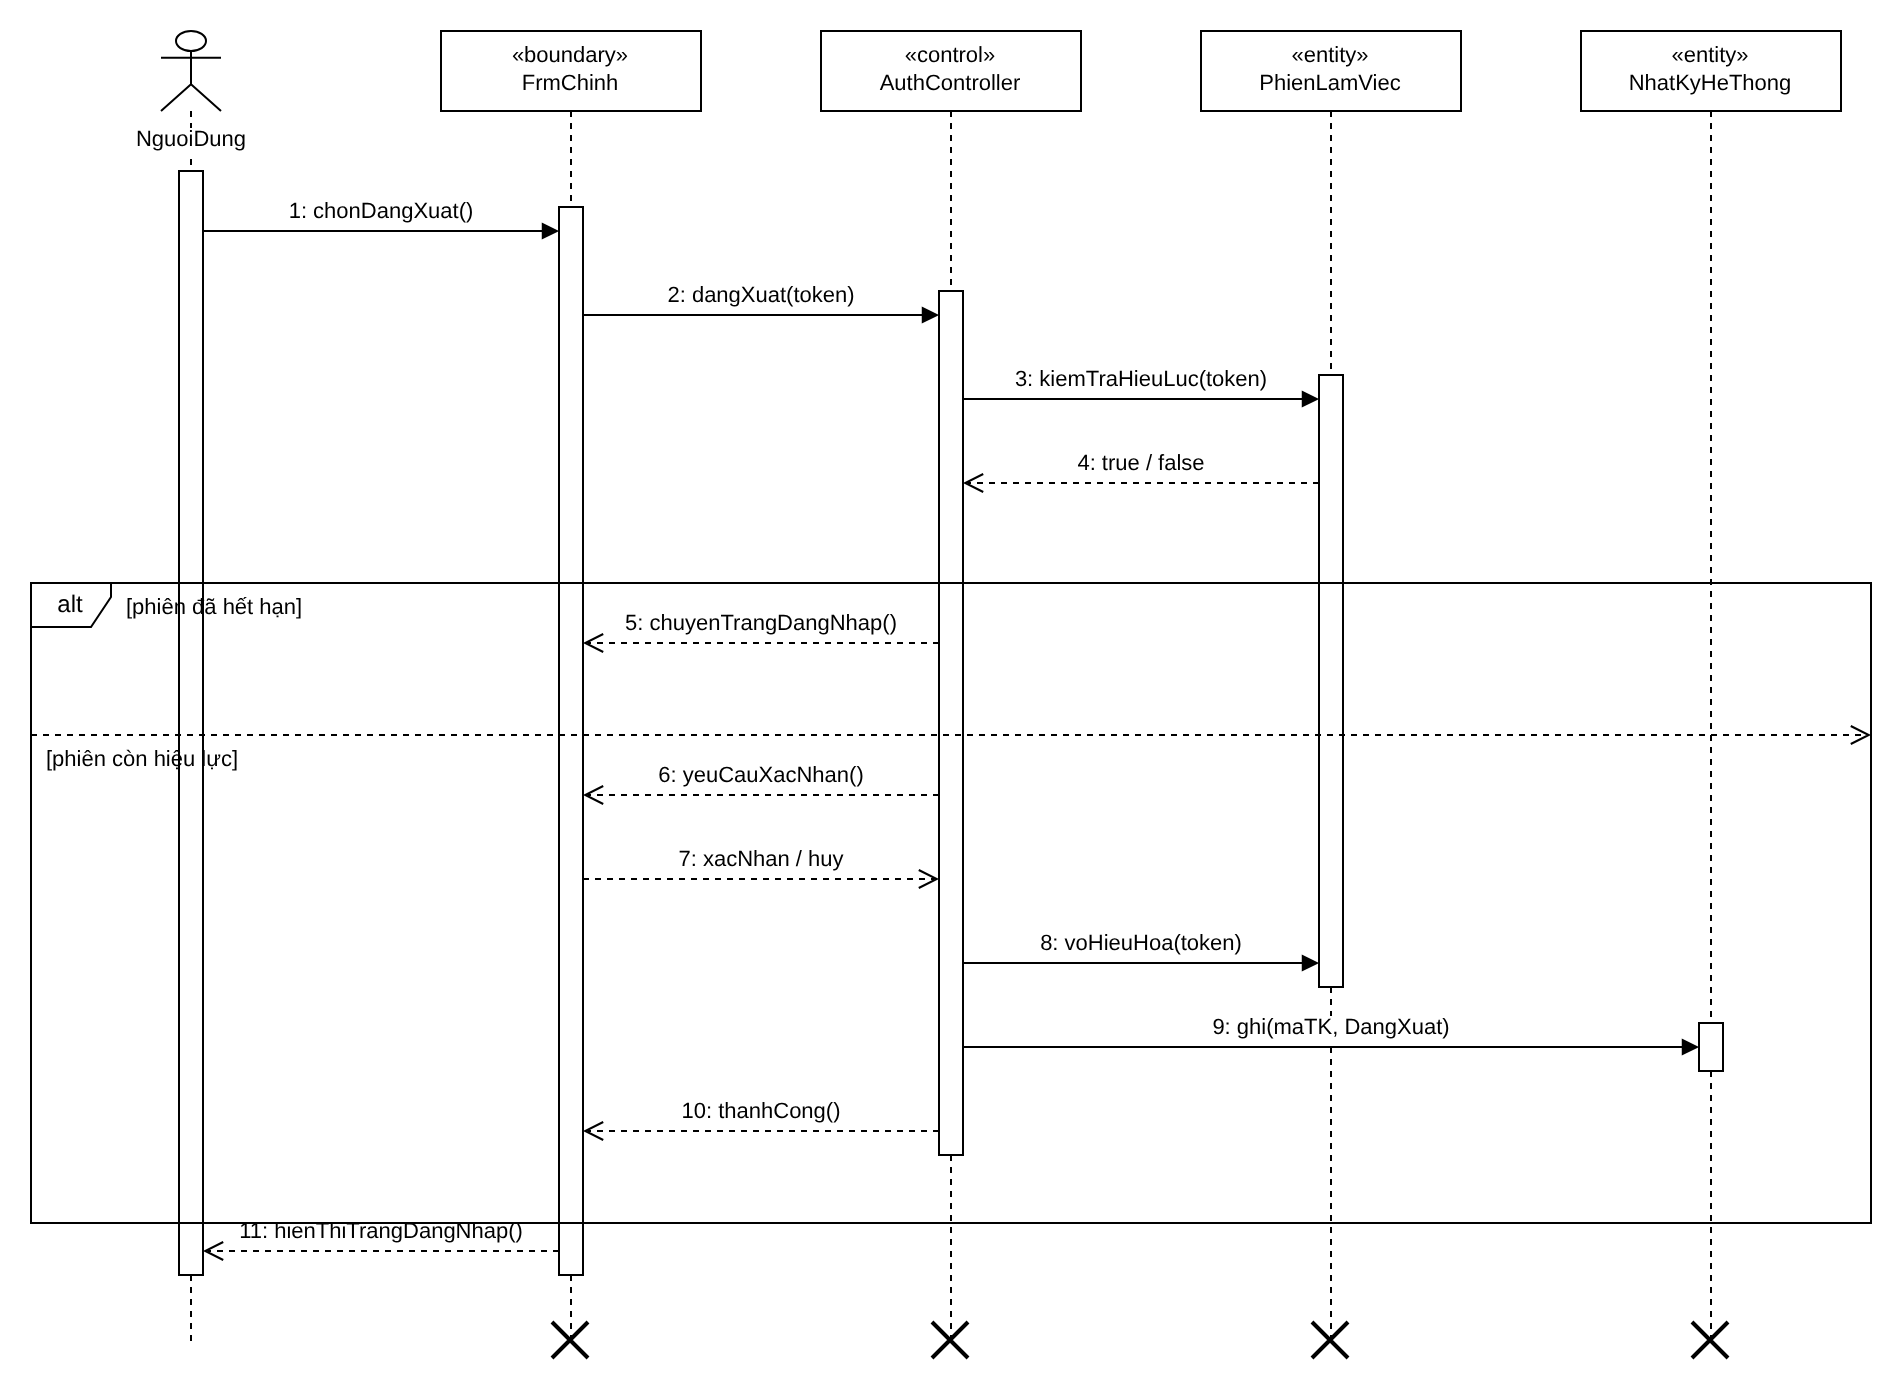 «boundary»
FrmChinh
«control»
AuthController
«entity»
PhienLamViec
«entity»
NhatKyHeThong
NguoiDung
1: chonDangXuat()
2: dangXuat(token)
3: kiemTraHieuLuc(token)
4: true / false
alt
[phiên đã hết hạn]
5: chuyenTrangDangNhap()
[phiên còn hiệu lực]
6: yeuCauXacNhan()
7: xacNhan / huy
8: voHieuHoa(token)
9: ghi(maTK, DangXuat)
10: thanhCong()
11: hienThiTrangDangNhap()